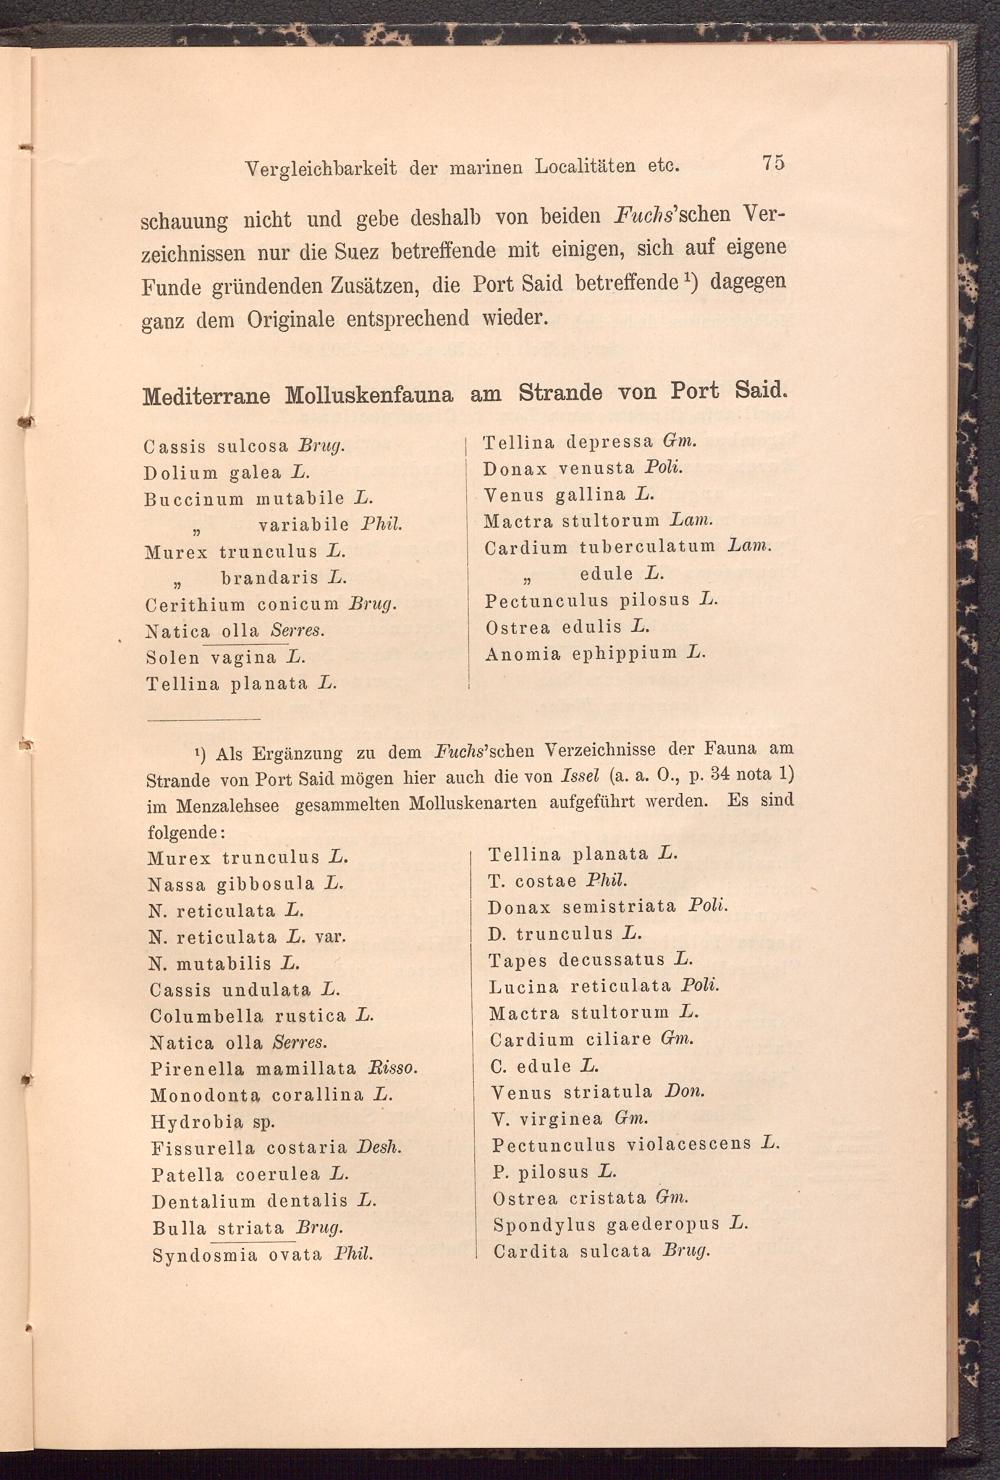 Vergleichbarkeit der marinen Localitäten etc. 75
schauung nicht und gebe deshalb von beiden Fuchs'schen Ver-
zeichnissen nur die Suez betreffende mit einigen, sich auf eigene
Funde gründenden Zusätzen, die Port Said betreffende ¹) dagegen
ganz dem Originale entsprechend wieder.
Mediterrane Molluskenfauna am Strande von Port Said.
Cassis sulcosa Brug.
Dolium galea L.
Buccinum mutabile L.
„ variabile Phil.
Murex trunculus L.
„ brandaris L.
Cerithium conicum Brug.
Natica olla Serres.
Solen vagina L.
Tellina planata L.
Tellina depressa Gm.
Donax venusta Poli.
Venus gallina L.
Mactra stultorum Lam.
Cardium tuberculatum Lam.
„ edule L.
Pectunculus pilosus L.
Ostrea edulis L.
Anomia ephippium L.
¹) Als Ergänzung zu dem Fuchs'schen Verzeichnisse der Fauna am
Strande von Port Said mögen hier auch die von Issel (a. a. O., p. 34 nota 1)
im Menzalehsee gesammelten Molluskenarten aufgeführt werden. Es sind
folgende:
Murex trunculus L.
Nassa gibbosula L.
N. reticulata L.
N. reticulata L. var.
N. mutabilis L.
Cassis undulata L.
Columbella rustica L.
Natica olla Serres.
Pirenella mamillata Risso.
Monodonta corallina L.
Hydrobia sp.
Fissurella costaria Desh.
Patella coerulea L.
Dentalium dentalis L.
Bulla striata Brug.
Syndosmia ovata Phil.
Tellina planata L.
T. costae Phil.
Donax semistriata Poli.
D. trunculus L.
Tapes decussatus L.
Lucina reticulata Poli.
Mactra stultorum L.
Cardium ciliare Gm.
C. edule L.
Venus striatula Don.
V. virginea Gm.
Pectunculus violacescens L.
P. pilosus L.
Ostrea cristata Gm.
Spondylus gaederopus L.
Cardita sulcata Brug.